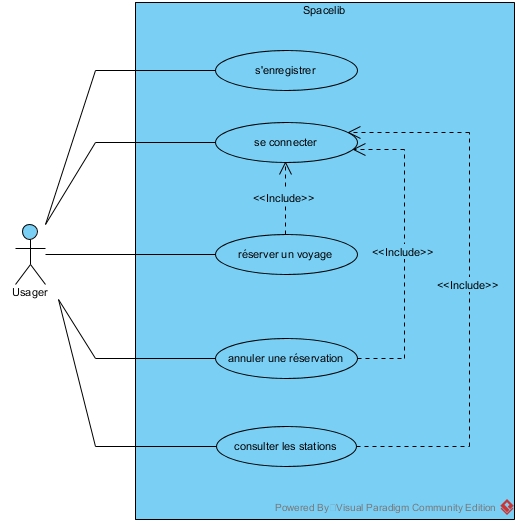 Spacelib
s'enregistrer
se connecter
<<Include>>
réserver un voyage
<<Include>>
<<Include>>
Usager
annuler une réservation
consulter les stations
Powered By Visual Paradigm Community Edition